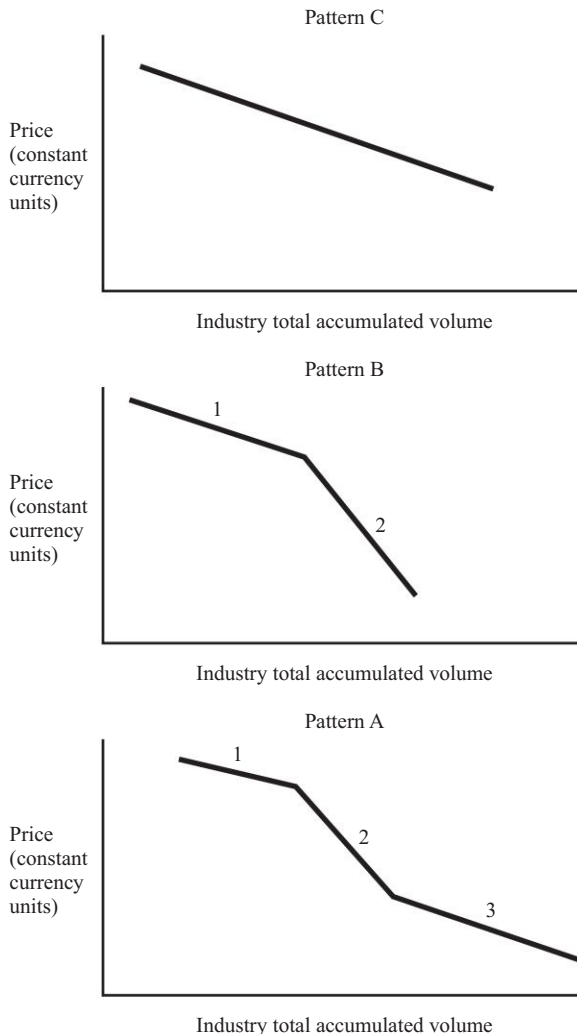 Pattern C
Price
(constant
currency
units)
Industry total accumulated volume
Pattern B
1
Price
(constant
currency
units)
2
Industry total accumulated volume
Pattern A
1
Price
(constant
currency
units)
2
3
Industry total accumulated volume